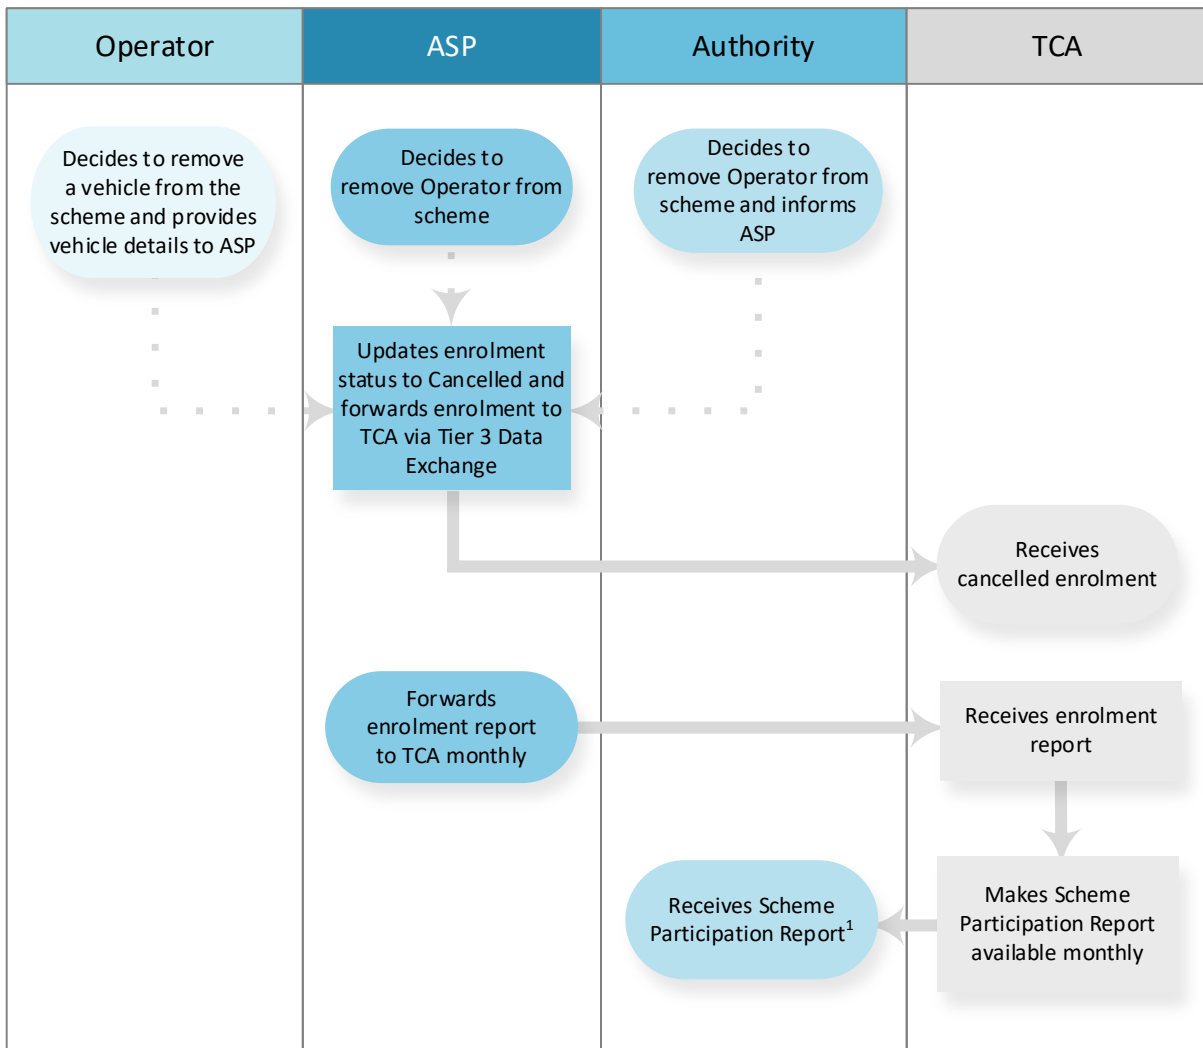 Operator
ASP
Authority
TCA
Decides to remove
a vehicle from the
scheme and provides
vehicle details to ASP
Decides to
remove Operator from
scheme
Decides to
remove Operator from
scheme and informs
ASP
Updates enrolment
status to Cancelled and
forwards enrolment to
TCA via Tier 3 Data
Exchange
Receives
cancelled enrolment
Forwards
enrolment report
to TCA monthly
Receives enrolment
report
Receives Scheme
Participation Report¹
Makes Scheme
Participation Report
available monthly